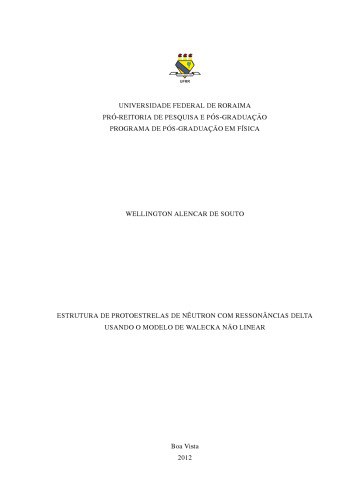 UFRR
UNIVERSIDADE FEDERAL DE RORAIMA
PRÓ-REITORIA DE PESQUISA E PÓS-GRADUAÇÃO
PROGRAMA DE PÓS-GRADUAÇÃO EM FÍSICA
WELLINGTON ALENCAR DE SOUTO
ESTRUTURA DE PROTOESTRELAS DE NÊUTRON COM RESSONÂNCIAS DELTA
USANDO O MODELO DE WALECKA NÃO LINEAR
Boa Vista
2012